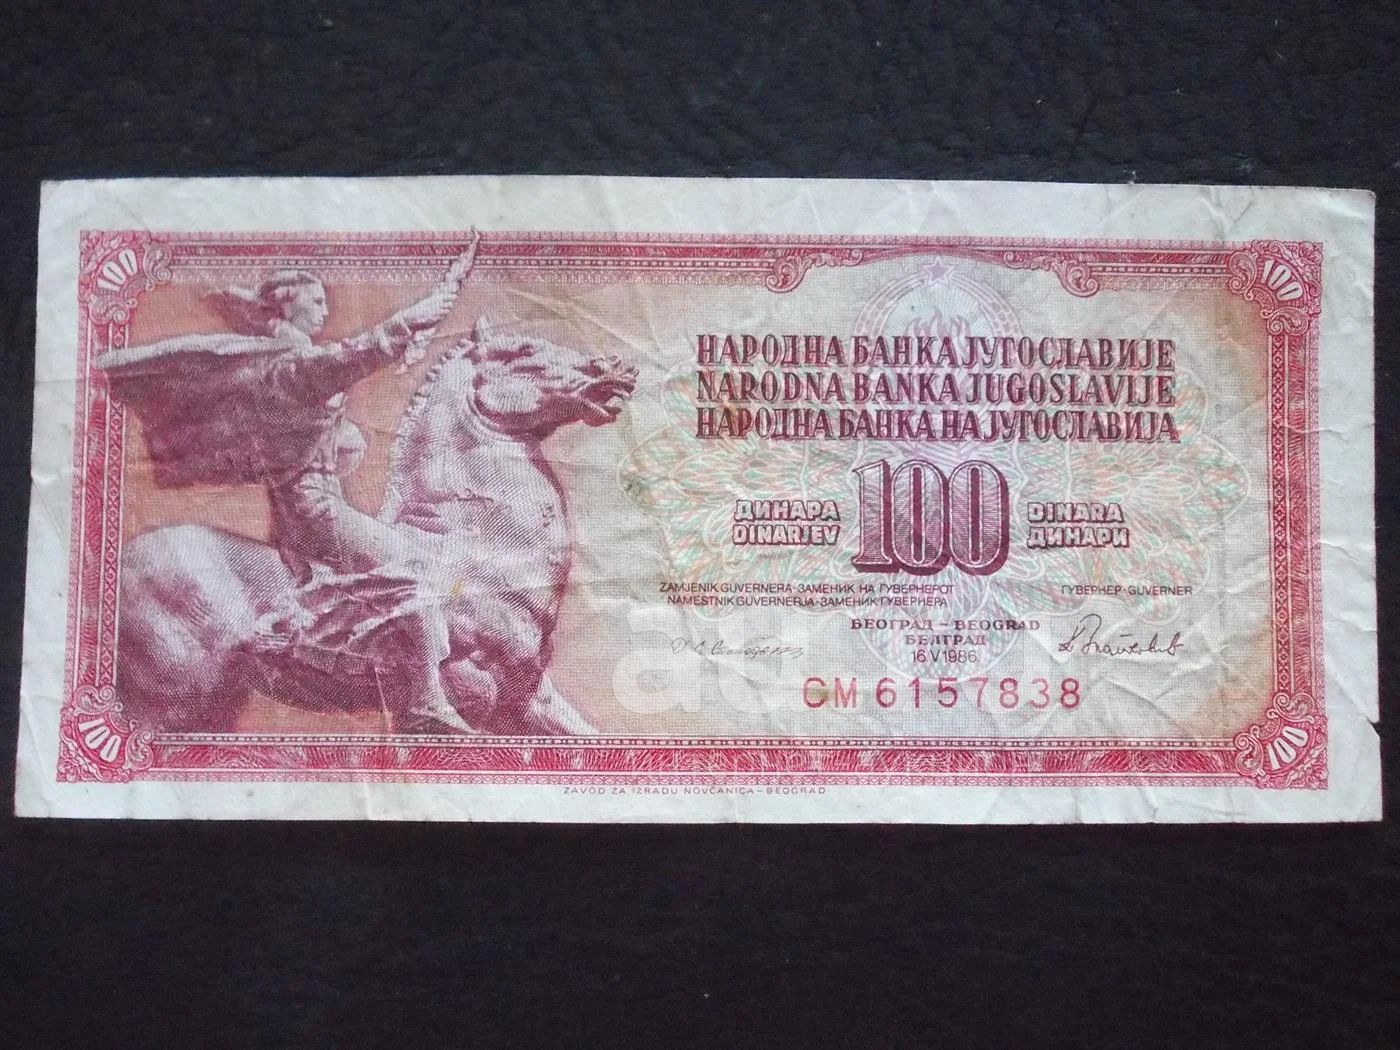 100
100
НАРОДНА БАНКА ЈУГОСЛАВИЈЕ
NARODNA BANKA JUGOSLAVIJE
НАРОДНА БАНКА НА ЈУГОСЛАВИЈА
ДИНАРА 100 DINARA
DINARJEV ДИНАРИ
ZAMJENIK GUVERNERA-ЗАМЕНИК НА ГУВЕРНЕРОТ ГУВЕРНЕР-GUVERNER
NAMESTNIK GUVERNERJA-ЗАМЕНИК ГУВЕРНЕРА
БЕОГРАД-BEOGRAD
БЕЛГРАД
16.V 1986.
CM 6157838
100
100
ZAVOD ZA IZRADU NOVČANICA-BEOGRAD